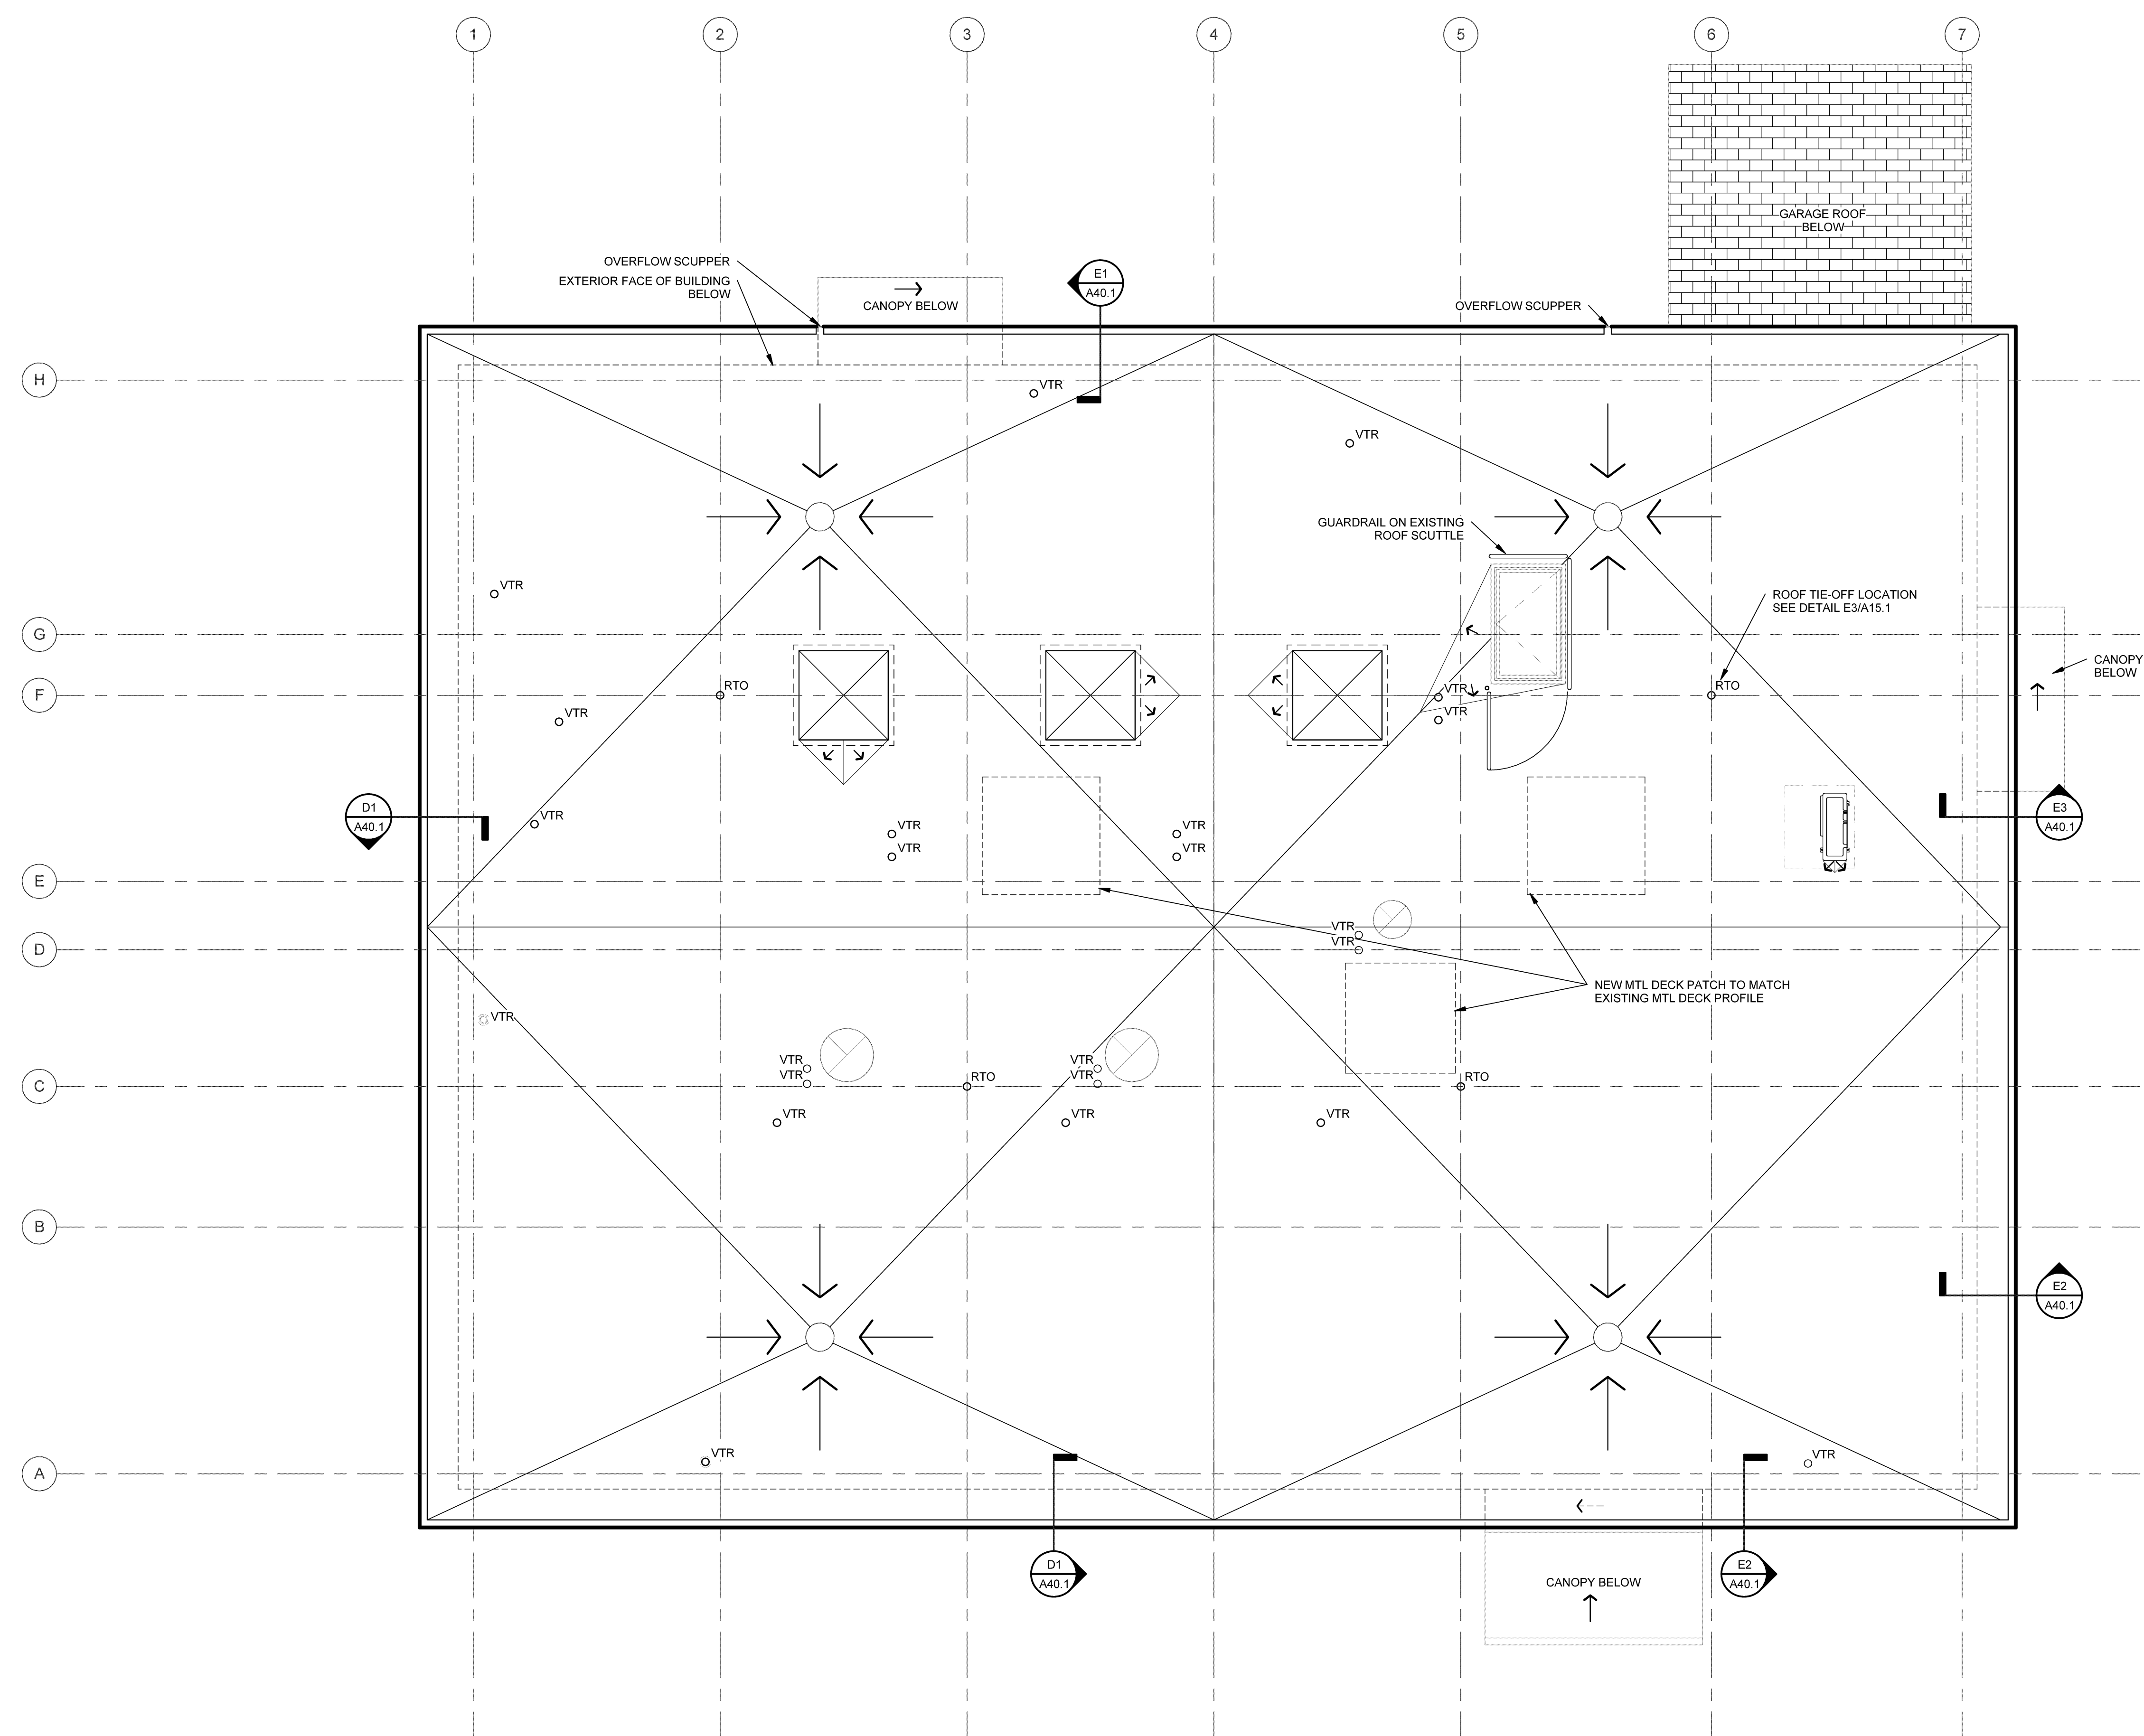 1
2
3
4
5
6
7
GARAGE ROOF
BELOW
OVERFLOW SCUPPER
EXTERIOR FACE OF BUILDING
BELOW
CANOPY BELOW
E1
A40.1
OVERFLOW SCUPPER
H
VTR
VTR
GUARDRAIL ON EXISTING
ROOF SCUTTLE
VTR
ROOF TIE-OFF LOCATION
SEE DETAIL E3/A15.1
G
CANOPY
BELOW
F
RTO
VTR
RTO
VTR
VTR
D1
A40.1
VTR
VTR
VTR
VTR
VTR
E3
A40.1
E
VTR
VTR
D
NEW MTL DECK PATCH TO MATCH
EXISTING MTL DECK PROFILE
VTR
VTR
VTR
VTR
VTR
C
RTO
RTO
VTR
VTR
VTR
B
E2
A40.1
VTR
VTR
A
D1
A40.1
E2
A40.1
CANOPY BELOW